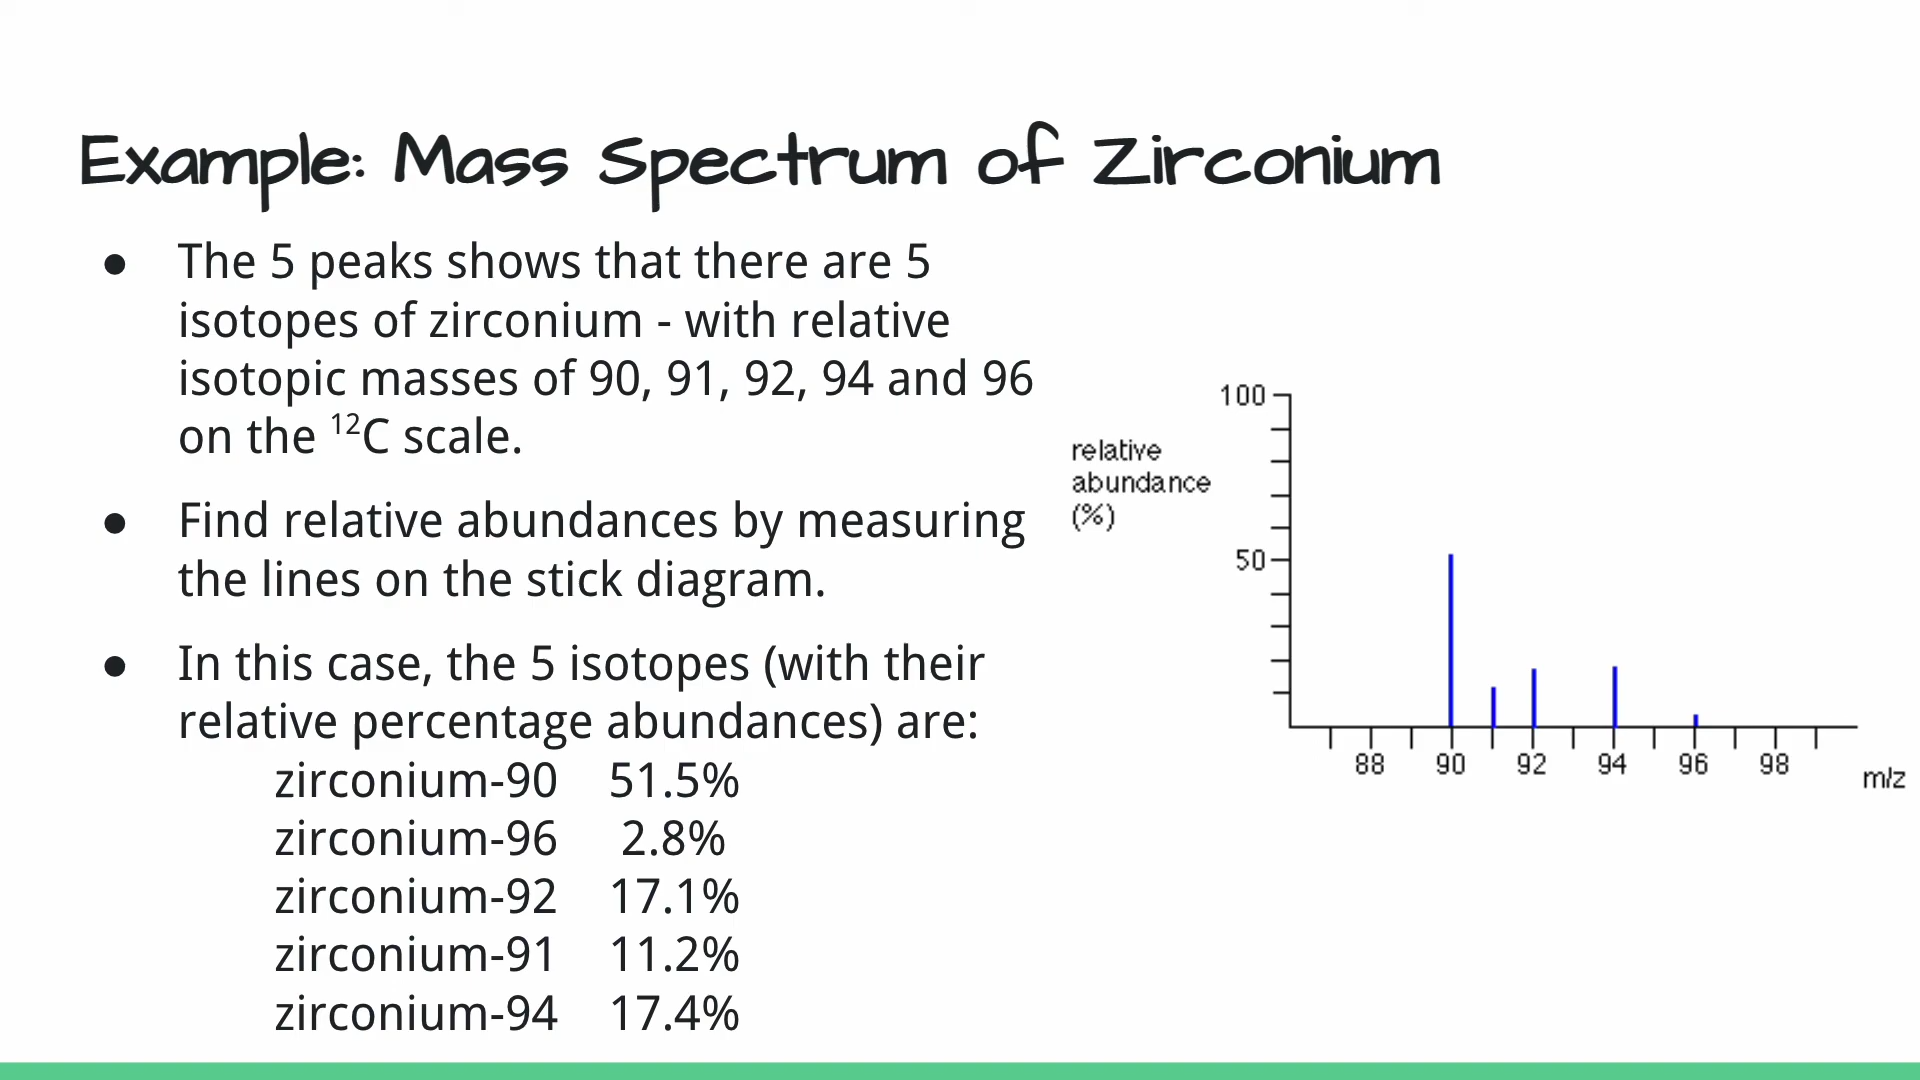 Example: Mass Spectrum of Zirconium
● The 5 peaks shows that there are 5
isotopes of zirconium - with relative
isotopic masses of 90, 91, 92, 94 and 96
on the ¹²C scale.
● Find relative abundances by measuring
the lines on the stick diagram.
● In this case, the 5 isotopes (with their
relative percentage abundances) are:
zirconium-90 51.5%
zirconium-96 2.8%
zirconium-92 17.1%
zirconium-91 11.2%
zirconium-94 17.4%
100
relative
abundance
(%)
50
88 90 92 94 96 98
m/z